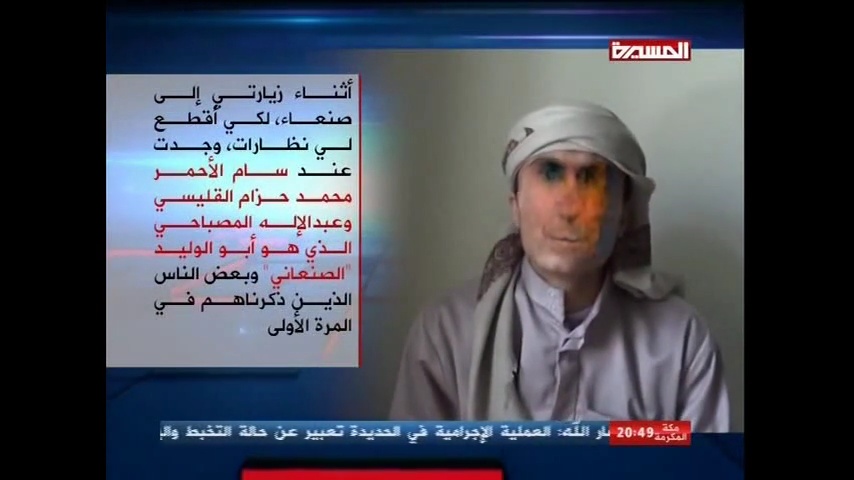 المسيرة
أثناء زيارتي إلى
صنعاء، لكي أقطع
لي نظارات، وجدت
عند سام الأحمر
محمد حزام القليسي
وعبدالإله المصباحي
الذي هو أبو الوليد
الصنعاني" وبعض الناس"
الذين ذكرناهم في
المرة الأولى
مكة المكرمة 20:49
ار الله: العملية الإجرامية في الحديدة تعبير عن حالة التخبط